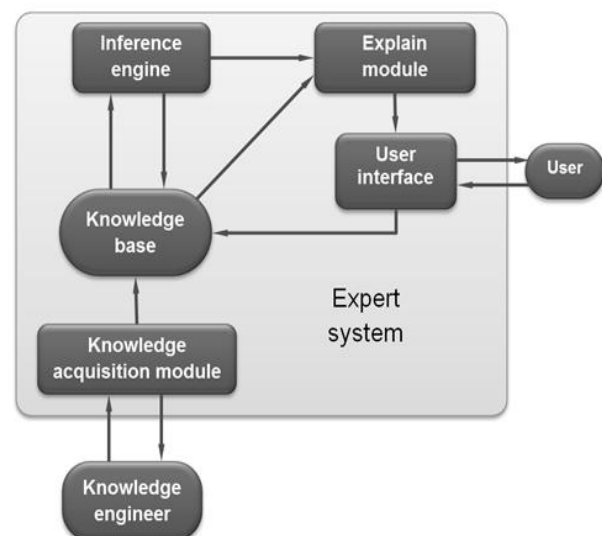 Inference
engine
Explain
module
User
interface
User
Knowledge
base
Expert
system
Knowledge
acquisition module
Knowledge
engineer